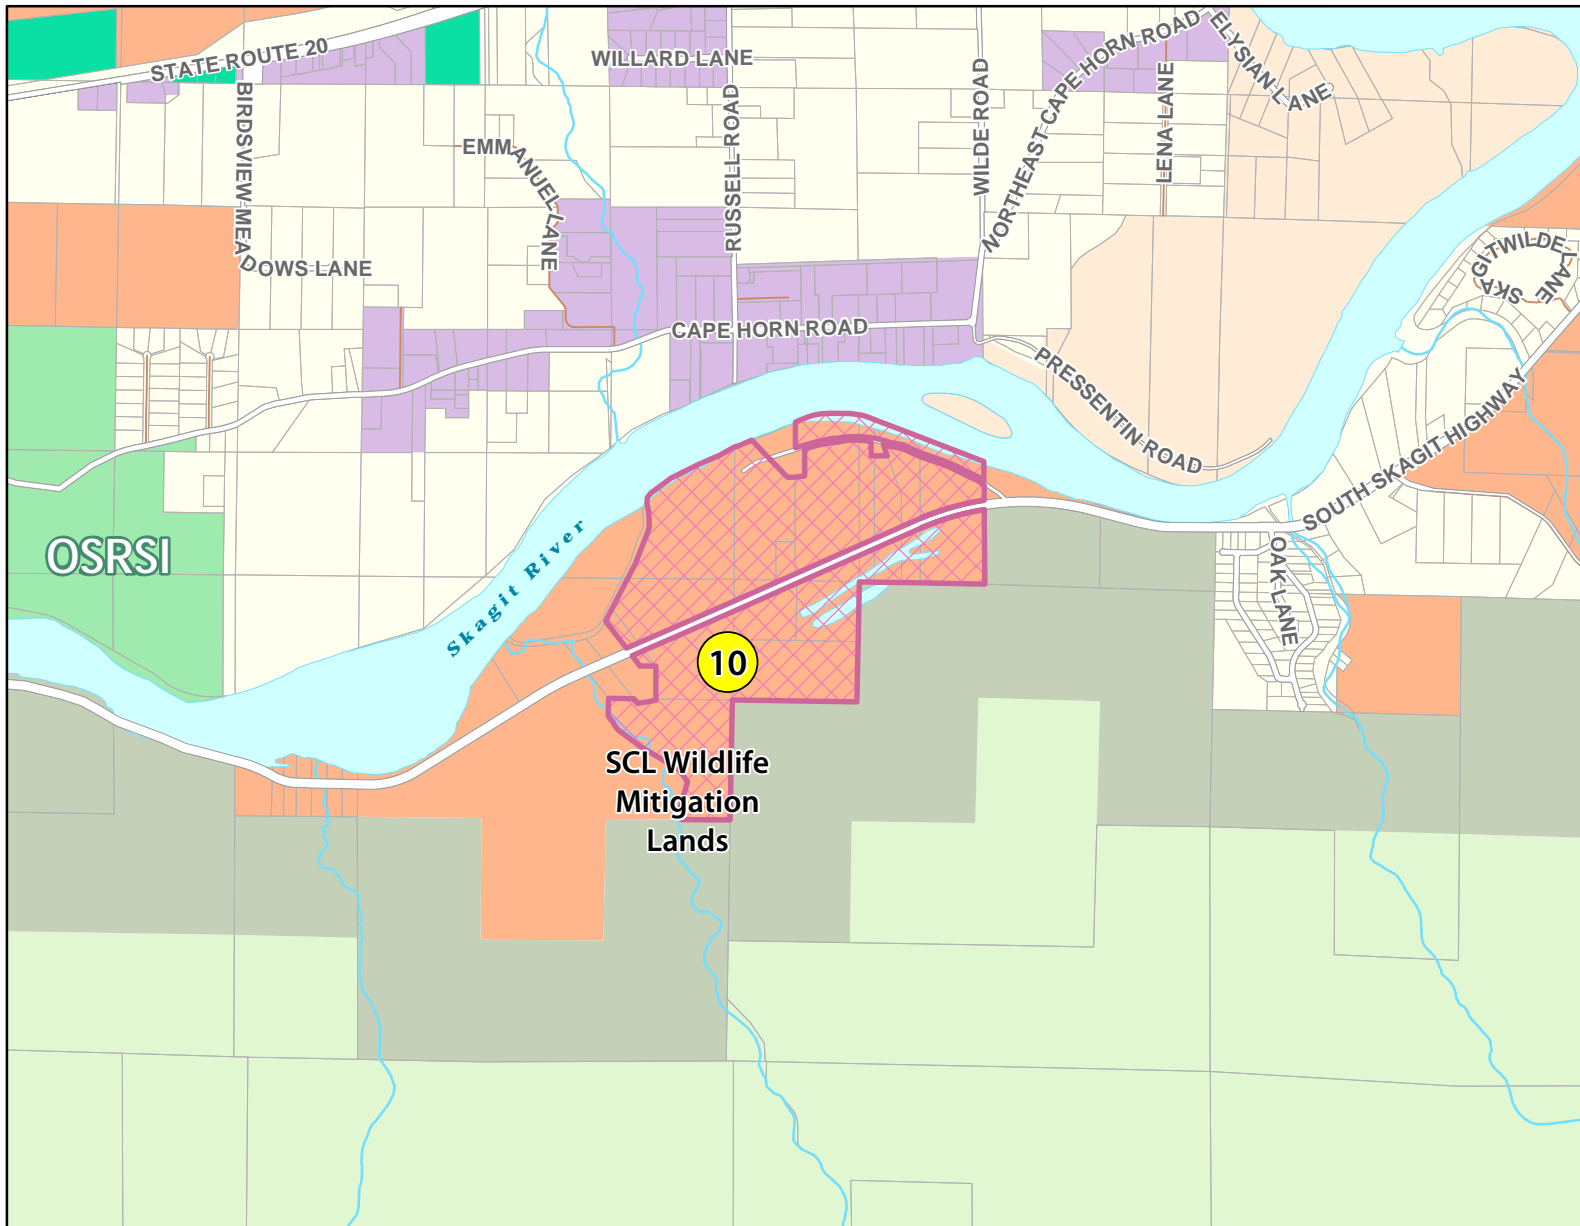 STATE ROUTE 20
WILLARD LANE
ELYSIAN LANE
NORTHEAST CAPE HORN ROAD
WILDE ROAD
LENA LANE
RUSSELL ROAD
BIRDSVIEW MEADOWS LANE
EMMANUEL LANE
SKAGITWILDE LANE
CAPE HORN ROAD
PRESSENTIN ROAD
SOUTH SKAGIT HIGHWAY
OSRSI
Skagit River
OAK LANE
10
SCL Wildlife
Mitigation
Lands